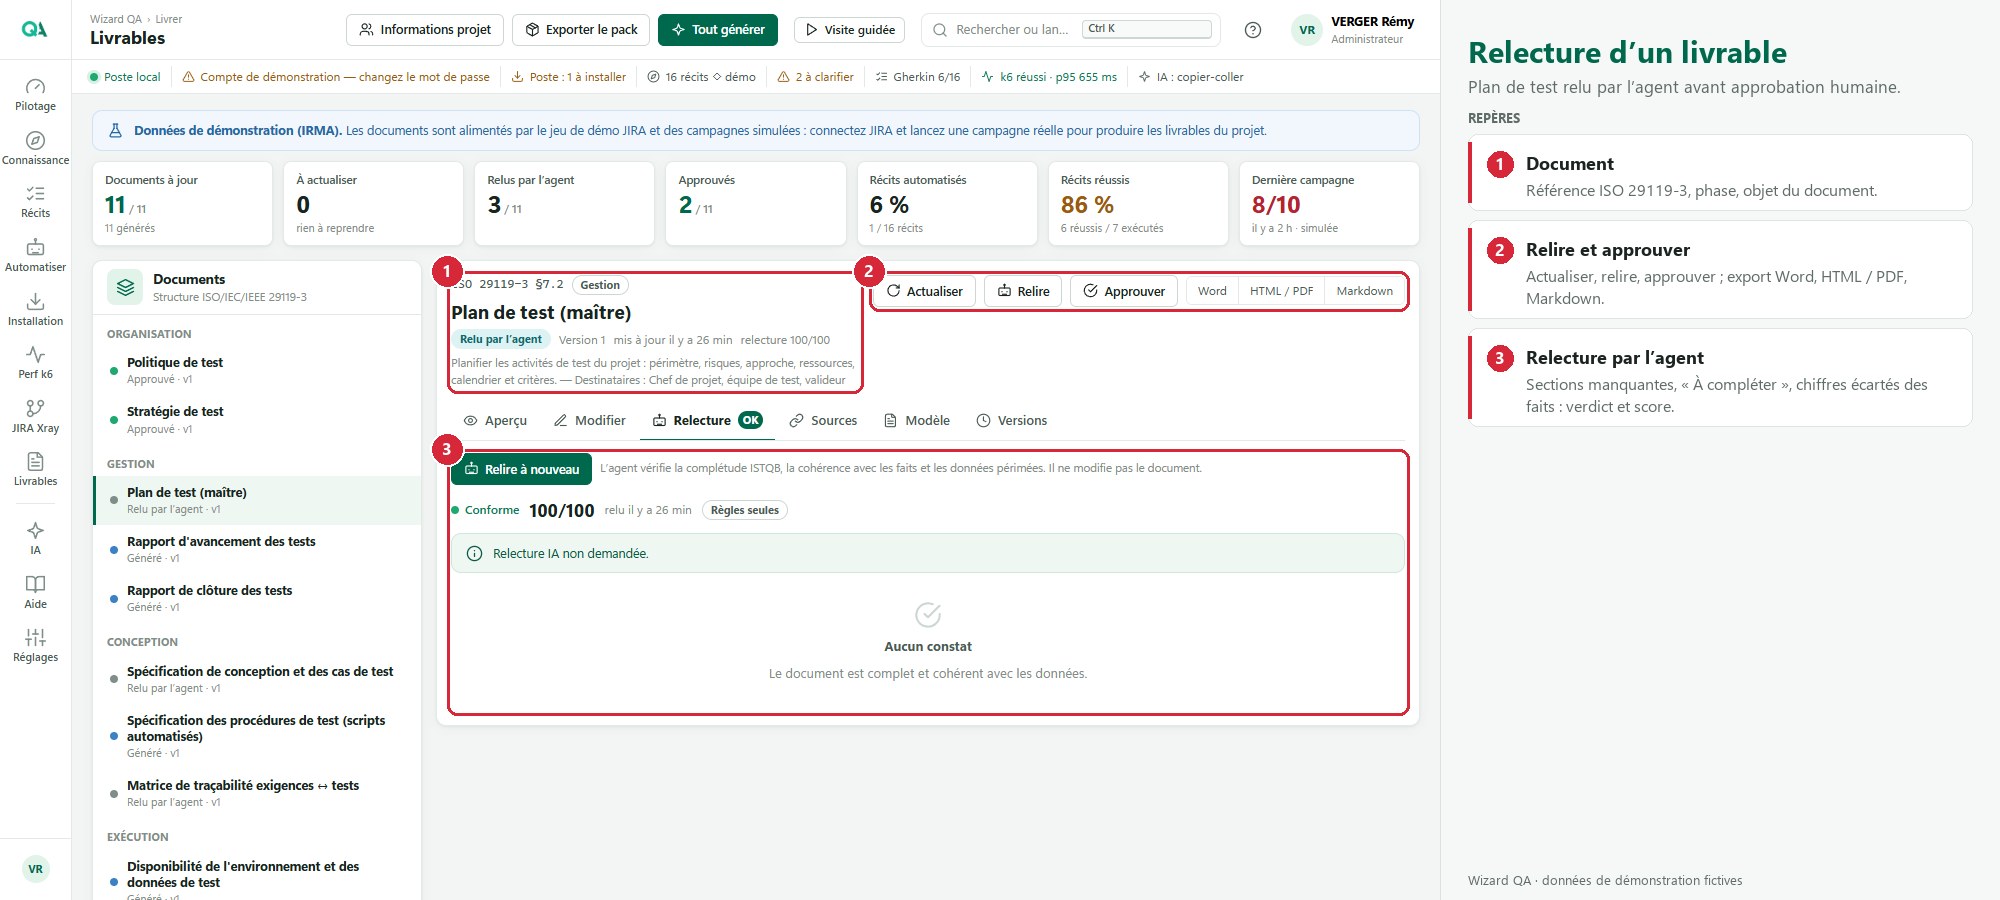 QA
Wizard QA › Livrer
Livrables
Informations projet
Exporter le pack
Tout générer
Visite guidée
Rechercher ou lan...
Ctrl K
VR
VERGER Rémy
Administrateur
Poste local
Compte de démonstration — changez le mot de passe
Poste : 1 à installer
16 récits ◇ démo
2 à clarifier
Gherkin 6/16
k6 réussi · p95 655 ms
IA : copier-coller
Pilotage
Connaissance
Récits
Automatiser
Installation
Perf k6
JIRA Xray
Livrables
IA
Aide
Réglages
VR
Données de démonstration (IRMA). Les documents sont alimentés par le jeu de démo JIRA et des campagnes simulées : connectez JIRA et lancez une campagne réelle pour produire les livrables du projet.
Documents à jour
11 / 11
11 générés
À actualiser
0
rien à reprendre
Relus par l'agent
3 / 11
Approuvés
2 / 11
Récits automatisés
6 %
1 / 16 récits
Récits réussis
86 %
6 réussis / 7 exécutés
Dernière campagne
8/10
il y a 2 h · simulée
Documents
Structure ISO/IEC/IEEE 29119-3
ORGANISATION
Politique de test
Approuvé · v1
Stratégie de test
Approuvé · v1
GESTION
Plan de test (maître)
Relu par l'agent · v1
Rapport d'avancement des tests
Généré · v1
Rapport de clôture des tests
Généré · v1
CONCEPTION
Spécification de conception et des cas de test
Relu par l'agent · v1
Spécification des procédures de test (scripts
automatisés)
Généré · v1
Matrice de traçabilité exigences ↔ tests
Relu par l'agent · v1
EXÉCUTION
Disponibilité de l'environnement et des
données de test
Généré · v1
1
ISO 29119-3 §7.2
Gestion
Plan de test (maître)
Relu par l'agent
Version 1 mis à jour il y a 26 min relecture 100/100
Planifier les activités de test du projet : périmètre, risques, approche, ressources,
calendrier et critères. — Destinataires : Chef de projet, équipe de test, valideur
2
Actualiser
Relire
Approuver
Word
HTML / PDF
Markdown
Aperçu
Modifier
Relecture OK
Sources
Modèle
Versions
3
Relire à nouveau
L'agent vérifie la complétude ISTQB, la cohérence avec les faits et les données périmées. Il ne modifie pas le document.
Conforme 100/100 relu il y a 26 min Règles seules
Relecture IA non demandée.
Aucun constat
Le document est complet et cohérent avec les données.
Relecture d’un livrable
Plan de test relu par l’agent avant approbation humaine.
REPÈRES
1
Document
Référence ISO 29119-3, phase, objet du document.
2
Relire et approuver
Actualiser, relire, approuver ; export Word, HTML / PDF,
Markdown.
3
Relecture par l’agent
Sections manquantes, « À compléter », chiffres écartés des
faits : verdict et score.
Wizard QA · données de démonstration fictives